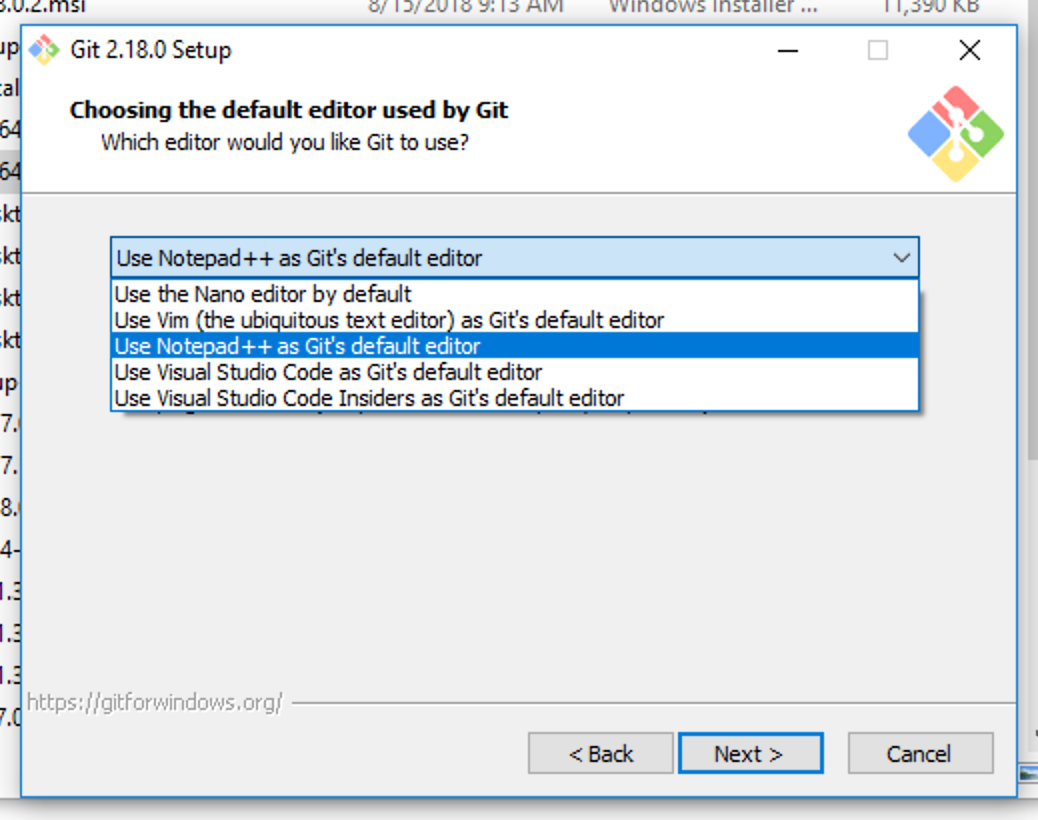 8.0.2.msi 8/15/2018 9:13 AM Windows Installer ... 11,390 KB
Git 2.18.0 Setup
Choosing the default editor used by Git
Which editor would you like Git to use?
Use Notepad++ as Git's default editor
Use the Nano editor by default
Use Vim (the ubiquitous text editor) as Git's default editor
Use Notepad++ as Git's default editor
Use Visual Studio Code as Git's default editor
Use Visual Studio Code Insiders as Git's default editor
https://gitforwindows.org/
< Back Next > Cancel